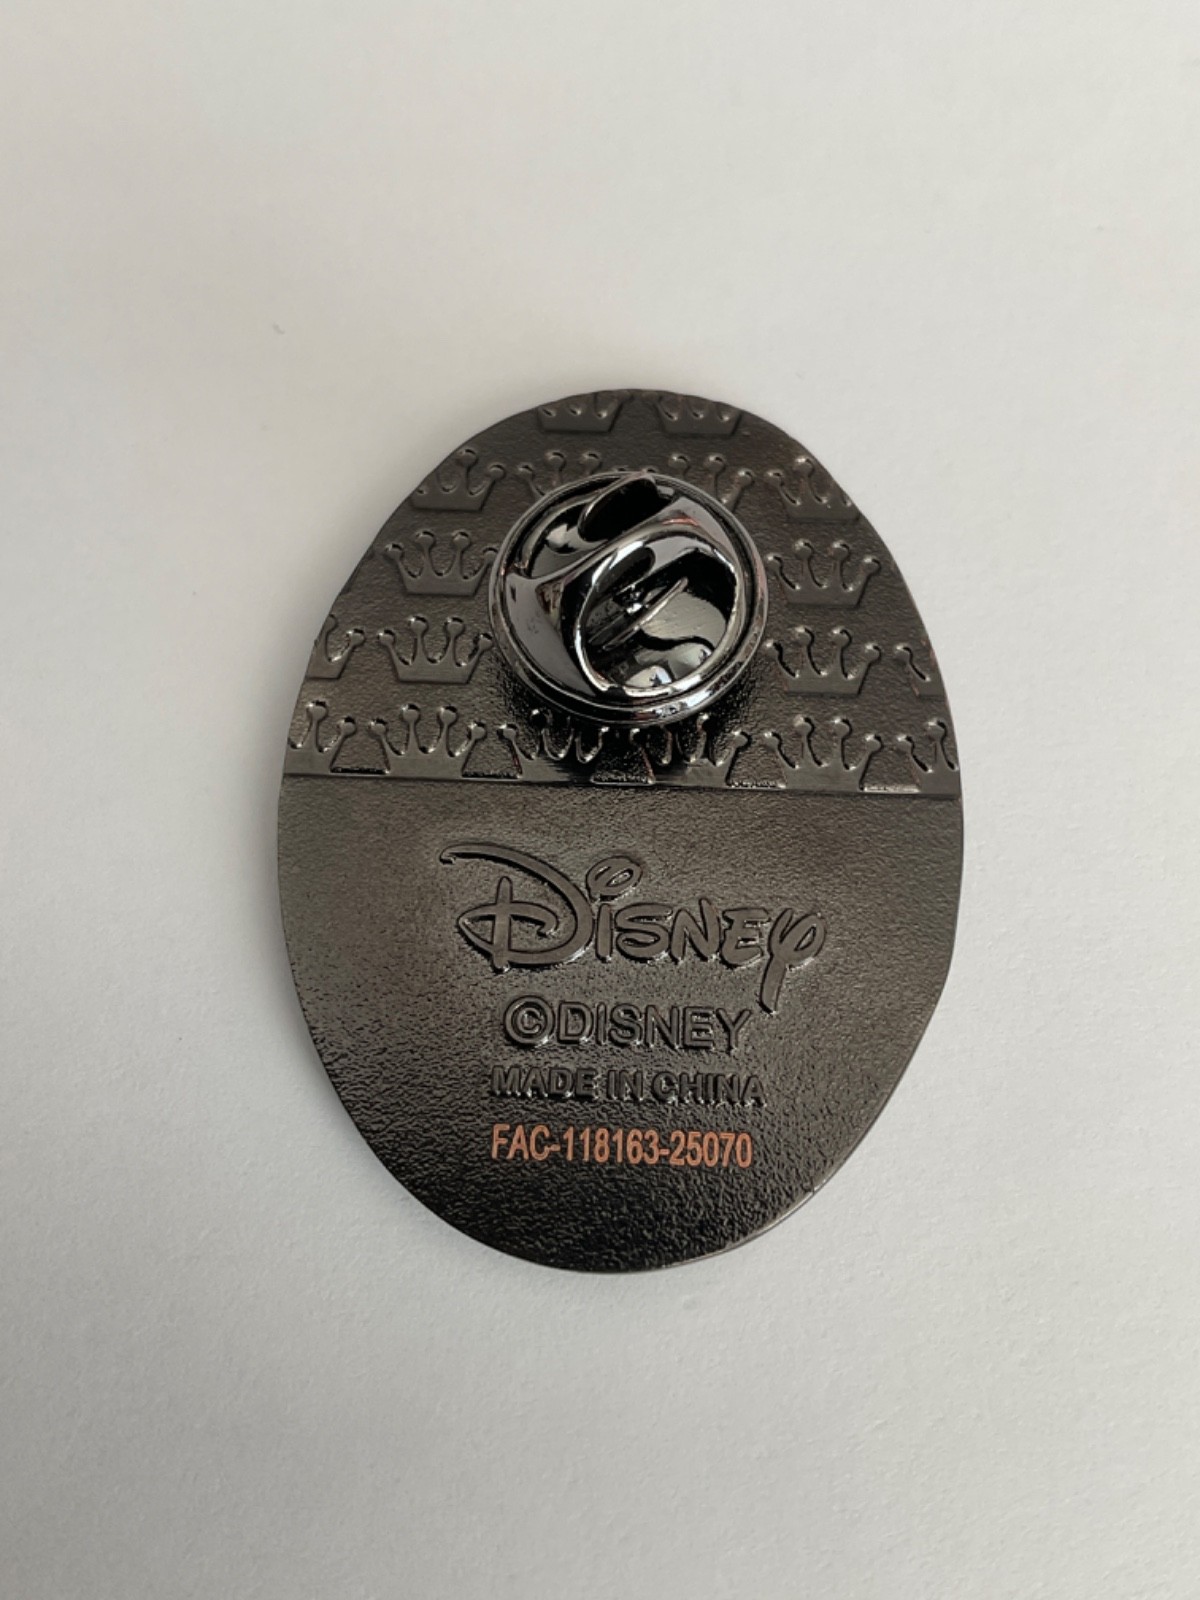 Disney
©DISNEY
MADE IN CHINA
FAC-118163-25070